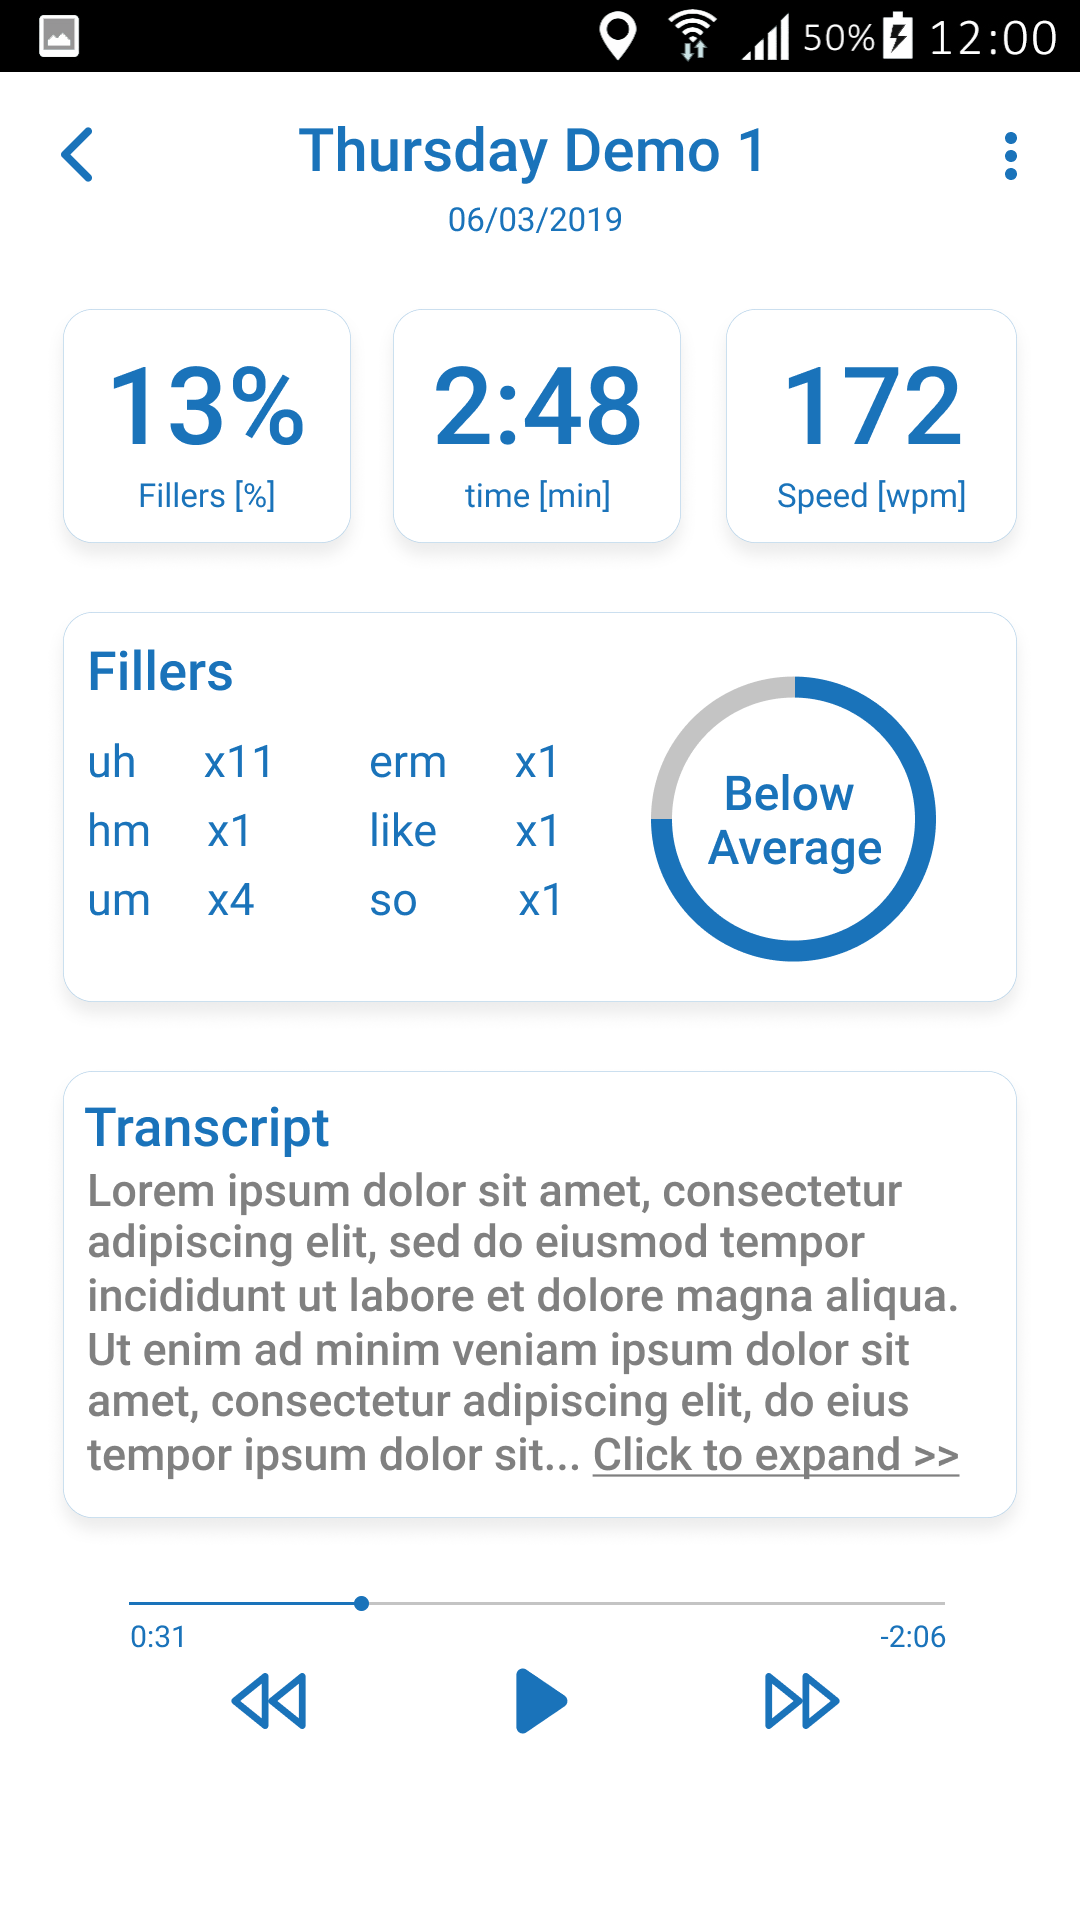 50% 12:00
Thursday Demo 1
06/03/2019
13% 2:48 172
Fillers [%] time [min] Speed [wpm]
Fillers
uh x11 erm x1
hm x1 like x1
um x4 so x1
Below
Average
Transcript
Lorem ipsum dolor sit amet, consectetur
adipiscing elit, sed do eiusmod tempor
incididunt ut labore et dolore magna aliqua.
Ut enim ad minim veniam ipsum dolor sit
amet, consectetur adipiscing elit, do eius
tempor ipsum dolor sit... Click to expand >>
0:31 -2:06